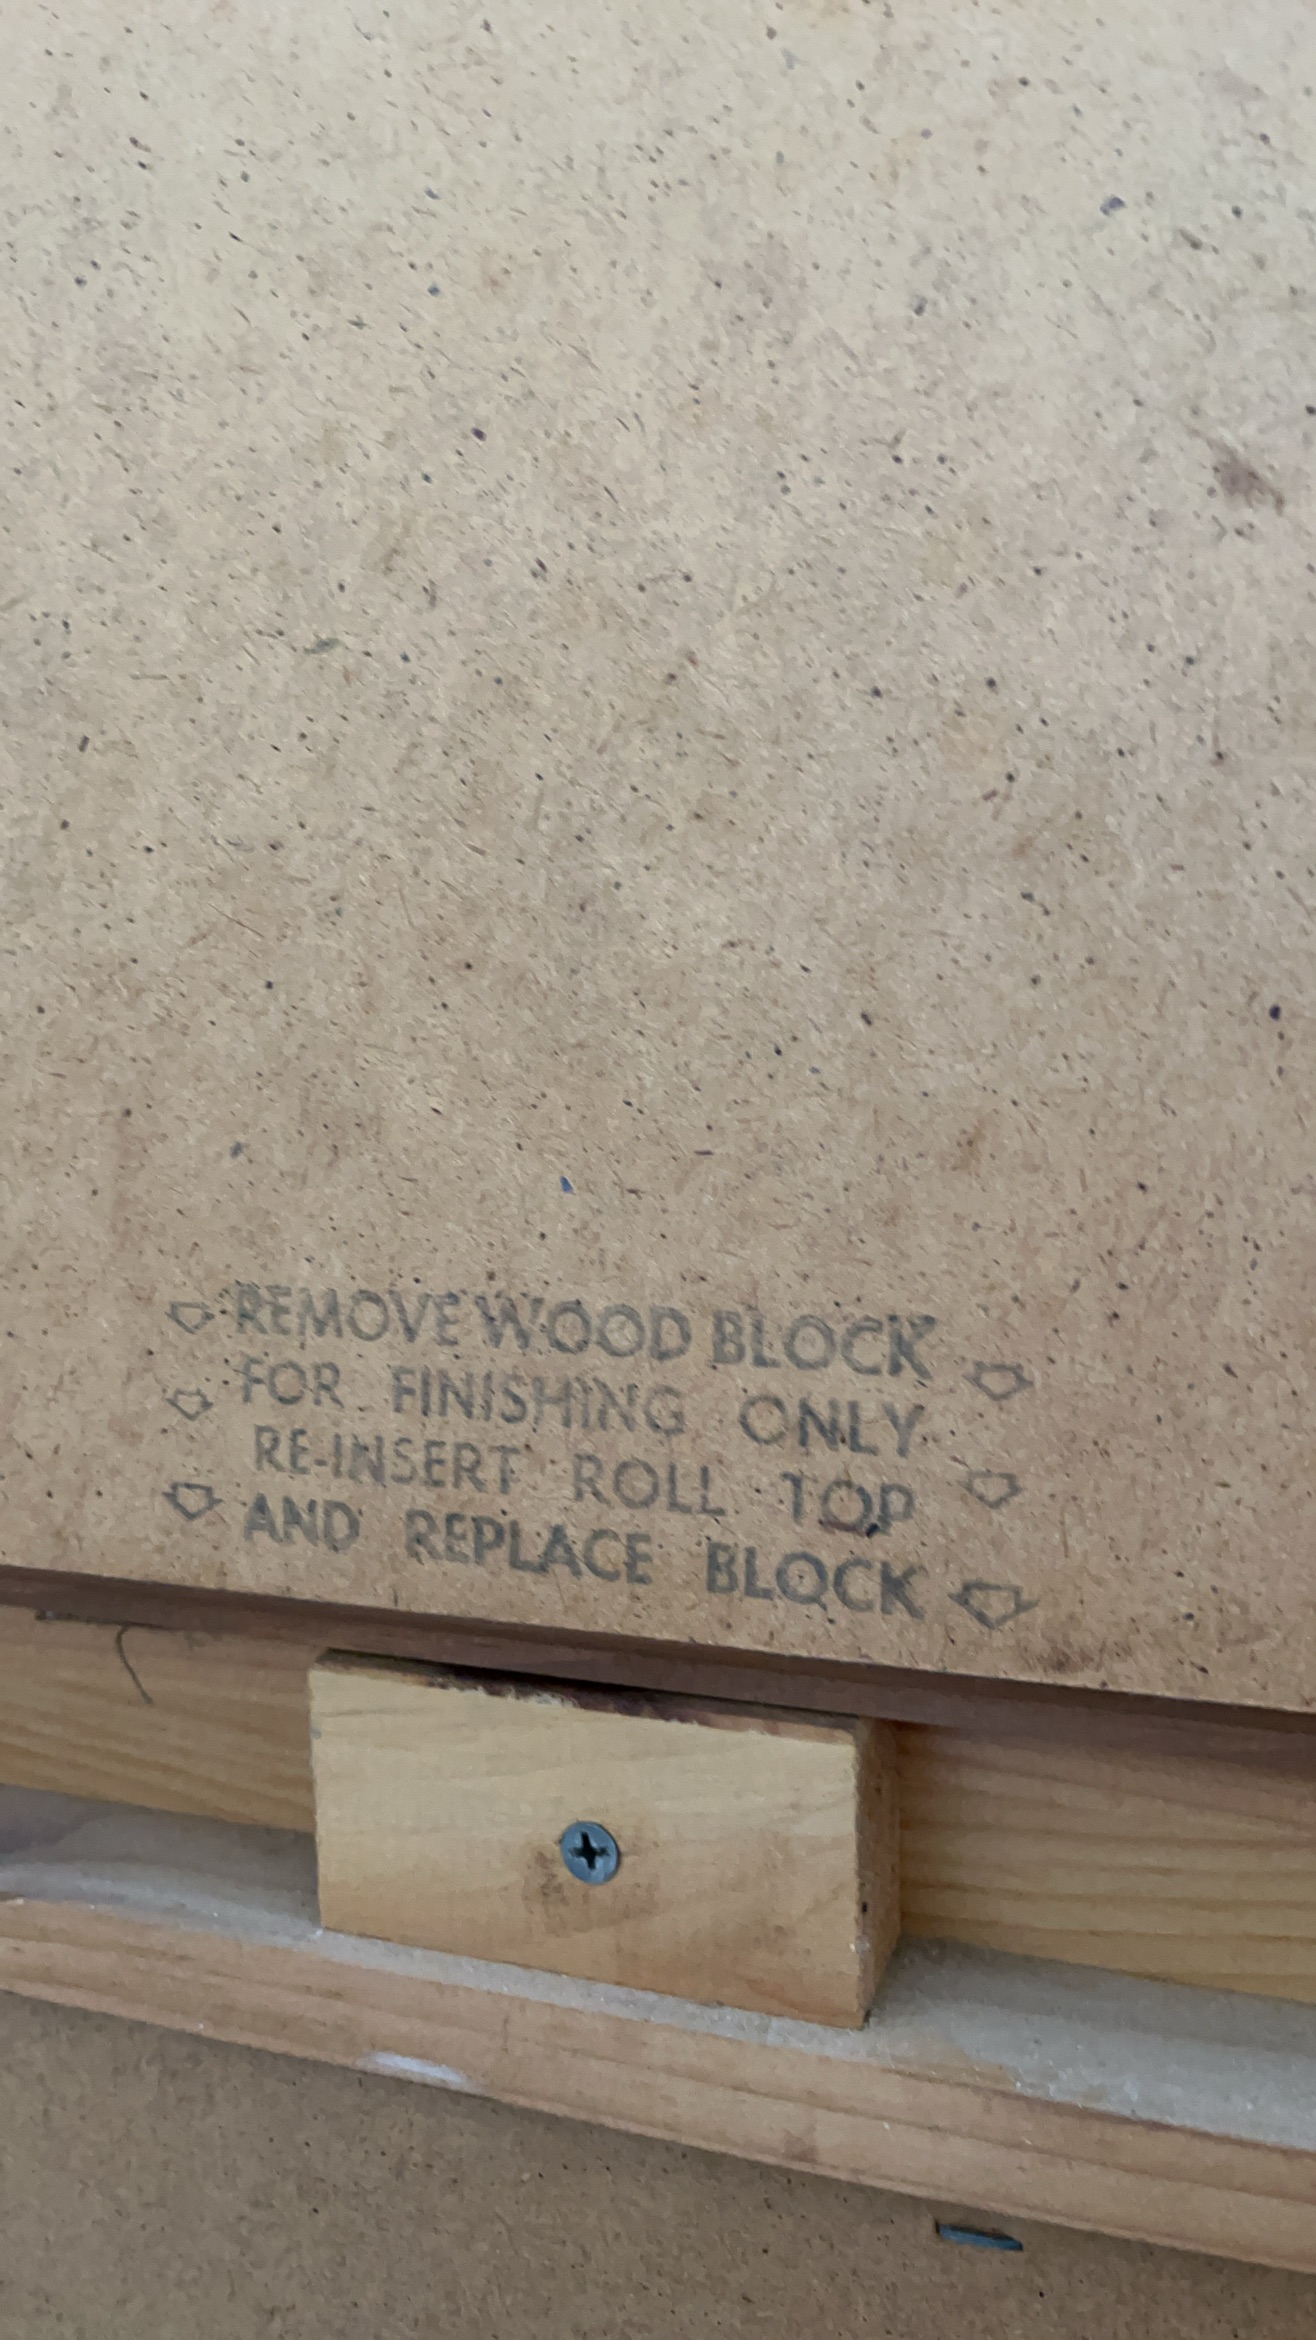 REMOVE WOOD BLOCK
FOR FINISHING ONLY
RE-INSERT ROLL TOP
AND REPLACE BLOCK